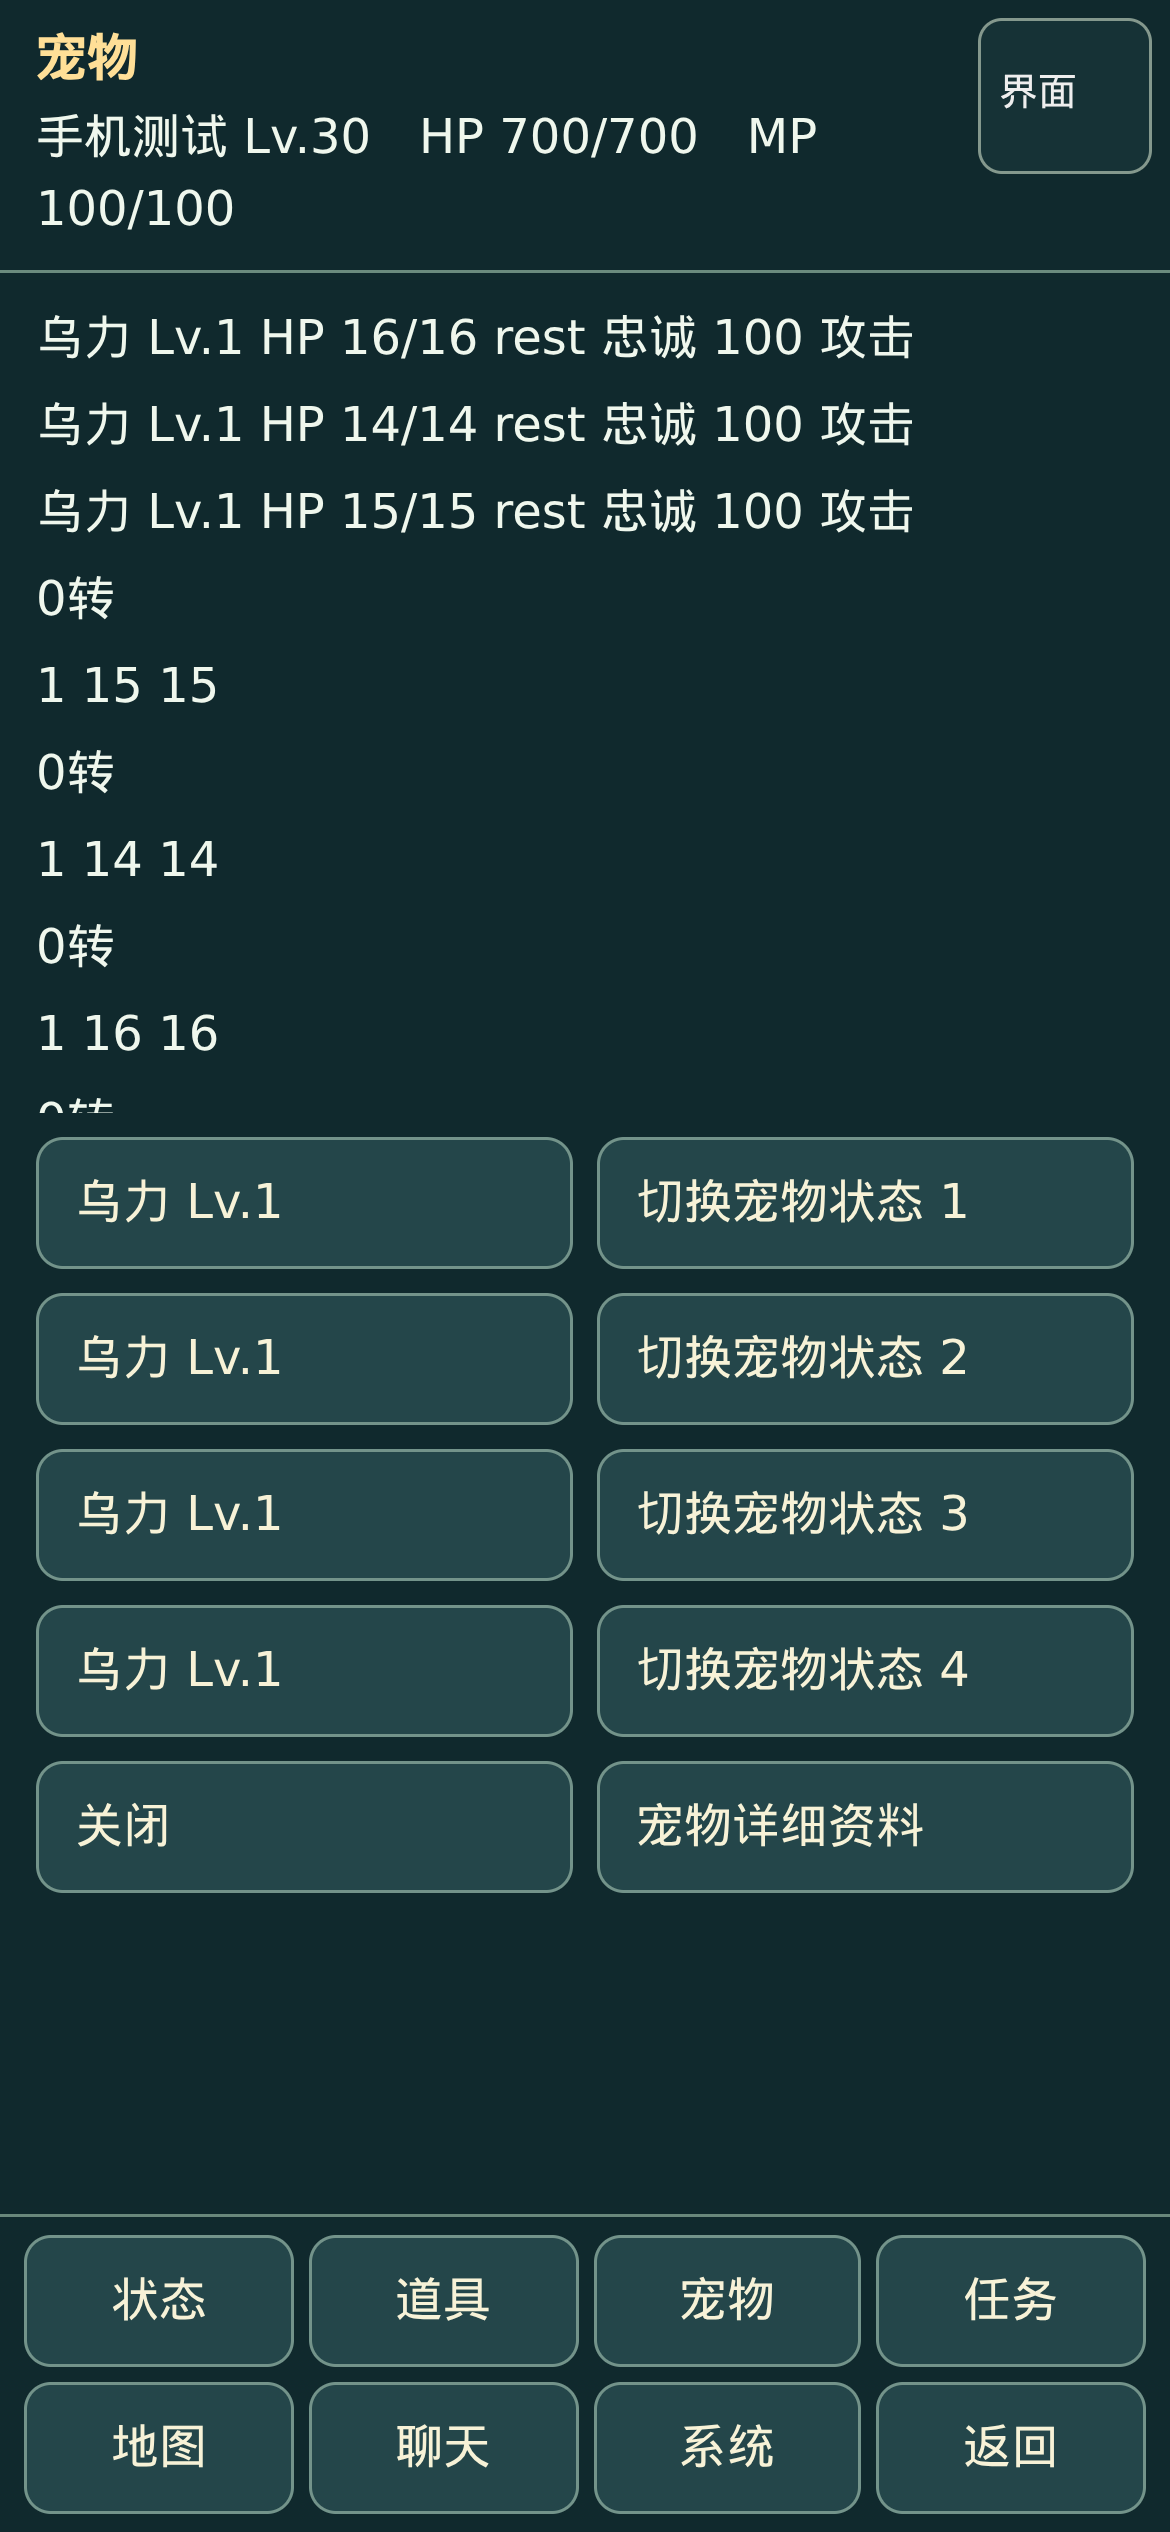 宠物
界面
手机测试 Lv.30 HP 700/700 MP
100/100
乌力 Lv.1 HP 16/16 rest 忠诚 100 攻击
乌力 Lv.1 HP 14/14 rest 忠诚 100 攻击
乌力 Lv.1 HP 15/15 rest 忠诚 100 攻击
0转
1 15 15
0转
1 14 14
0转
1 16 16
0转
乌力 Lv.1
切换宠物状态 1
乌力 Lv.1
切换宠物状态 2
乌力 Lv.1
切换宠物状态 3
乌力 Lv.1
切换宠物状态 4
关闭
宠物详细资料
状态
道具
宠物
任务
地图
聊天
系统
返回